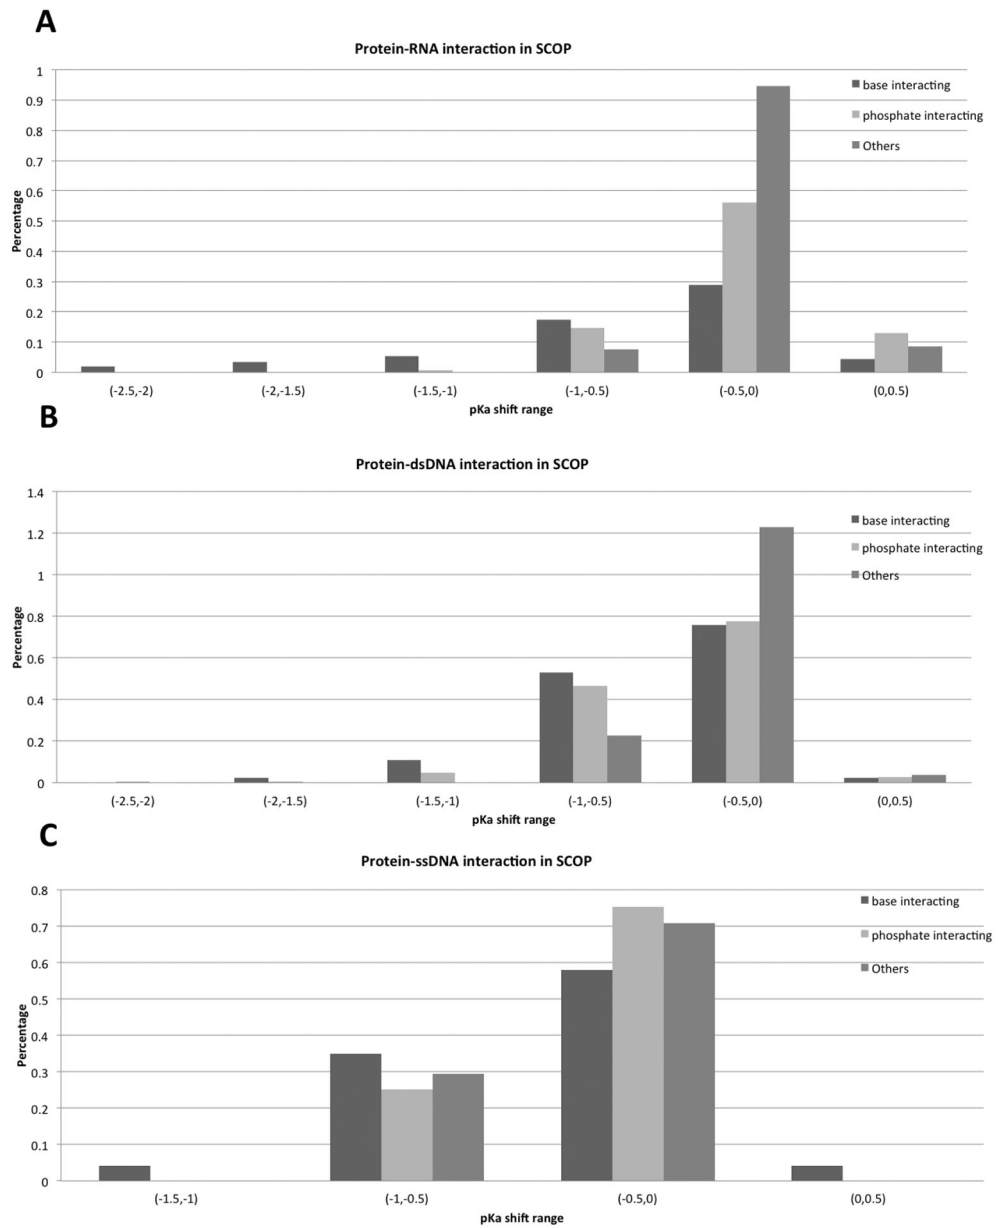 A
Protein-RNA interaction in SCOP
1
0.9
0.8
0.7
0.6
0.5
0.4
0.3
0.2
0.1
0
Percentage
base interacting
phosphate interacting
Others
(-2.5,-2) (-2,-1.5) (-1.5,-1) (-1,-0.5) (-0.5,0) (0,0.5)
pKa shift range
B
Protein-dsDNA interaction in SCOP
1.4
1.2
1
0.8
0.6
0.4
0.2
0
Percentage
base interacting
phosphate interacting
Others
(-2.5,-2) (-2,-1.5) (-1.5,-1) (-1,-0.5) (-0.5,0) (0,0.5)
pKa shift range
C
Protein-ssDNA interaction in SCOP
0.8
0.7
0.6
0.5
0.4
0.3
0.2
0.1
0
Percentage
base interacting
phosphate interacting
Others
(-1.5,-1) (-1,-0.5) (-0.5,0) (0,0.5)
pKa shift range